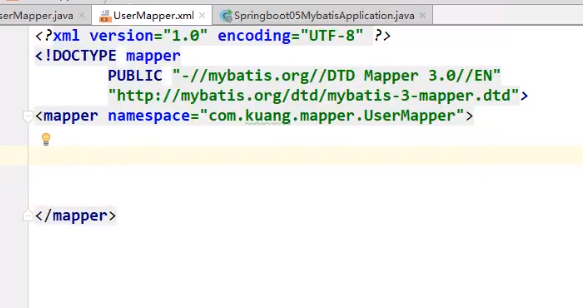 serMapper.java × UserMapper.xml × Springboot05MybatisApplication.java ×
<?xml version="1.0" encoding="UTF-8" ?>
<!DOCTYPE mapper
PUBLIC "-//mybatis.org//DTD Mapper 3.0//EN"
"http://mybatis.org/dtd/mybatis-3-mapper.dtd">
<mapper namespace="com.kuang.mapper.UserMapper">
</mapper>